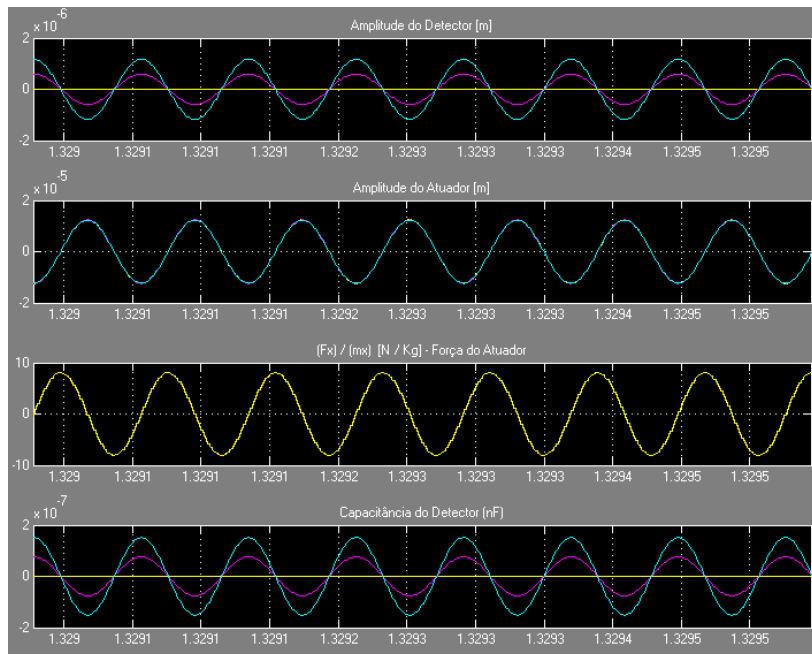 x 10^-6
Amplitude do Detector [m]
2
0
-2
1.329 1.3291 1.3291 1.3291 1.3292 1.3293 1.3293 1.3293 1.3294 1.3295 1.3295
x 10^-5
Amplitude do Atuador [m]
2
0
-2
1.329 1.3291 1.3291 1.3291 1.3292 1.3293 1.3293 1.3293 1.3294 1.3295 1.3295
(Fx) / (mx) [N / Kg] - Força do Atuador
10
0
-10
1.329 1.3291 1.3291 1.3291 1.3292 1.3293 1.3293 1.3293 1.3294 1.3295 1.3295
x 10^-7
Capacitância do Detector (nF)
2
0
-2
1.329 1.3291 1.3291 1.3291 1.3292 1.3293 1.3293 1.3293 1.3294 1.3295 1.3295